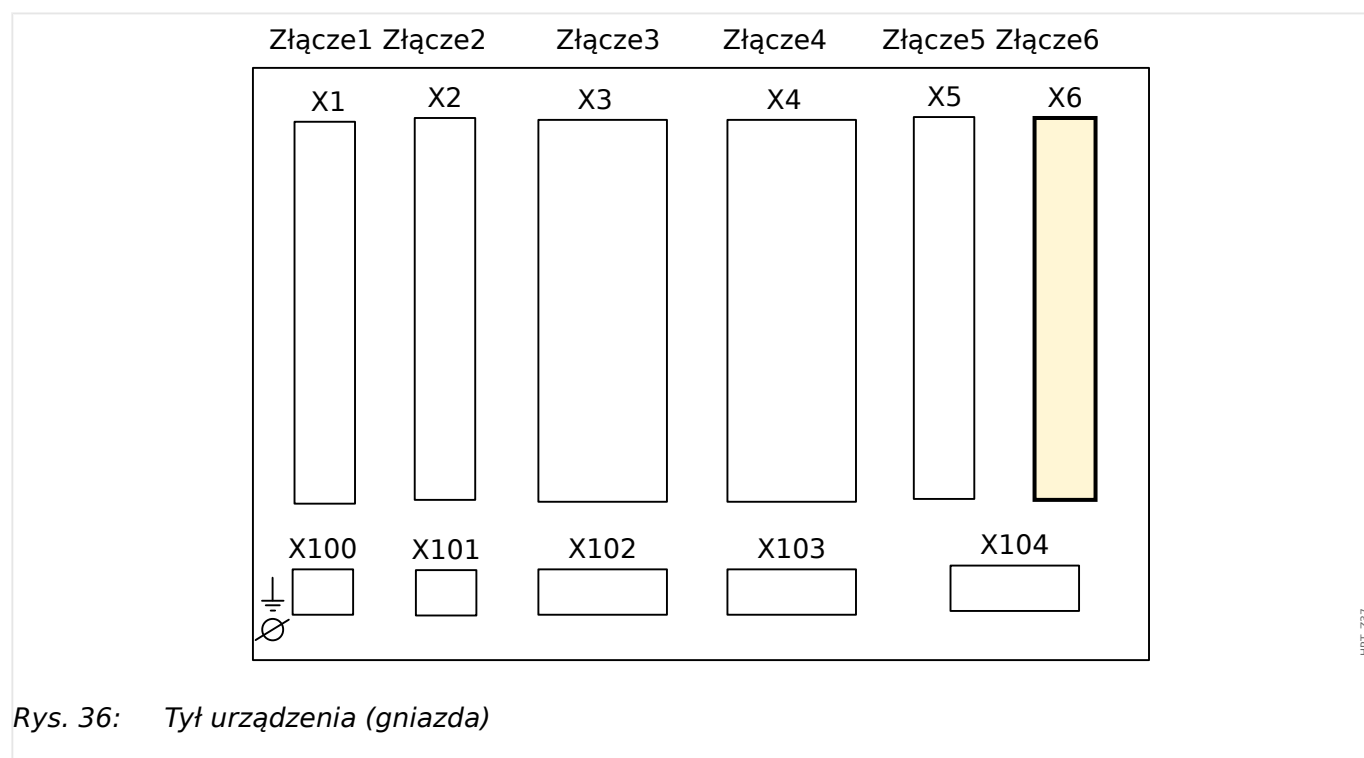 Złącze1 Złącze2 Złącze3 Złącze4 Złącze5 Złącze6
X1 X2 X3 X4 X5 X6
X100 X101 X102 X103 X104
Rys. 36: Tył urządzenia (gniazda)